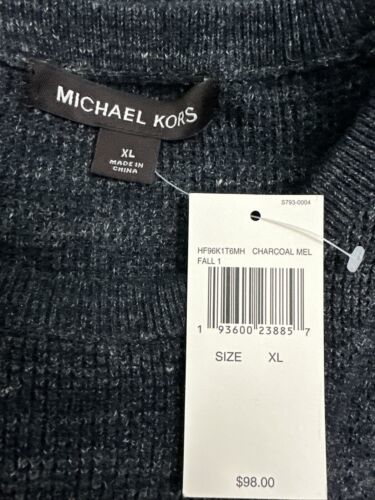 MICHAEL KORS
XL
MADE IN
CHINA
S793-0004
HF96K1T6MH CHARCOAL MEL
FALL 1
1 93600 23885 7
SIZE XL
$98.00